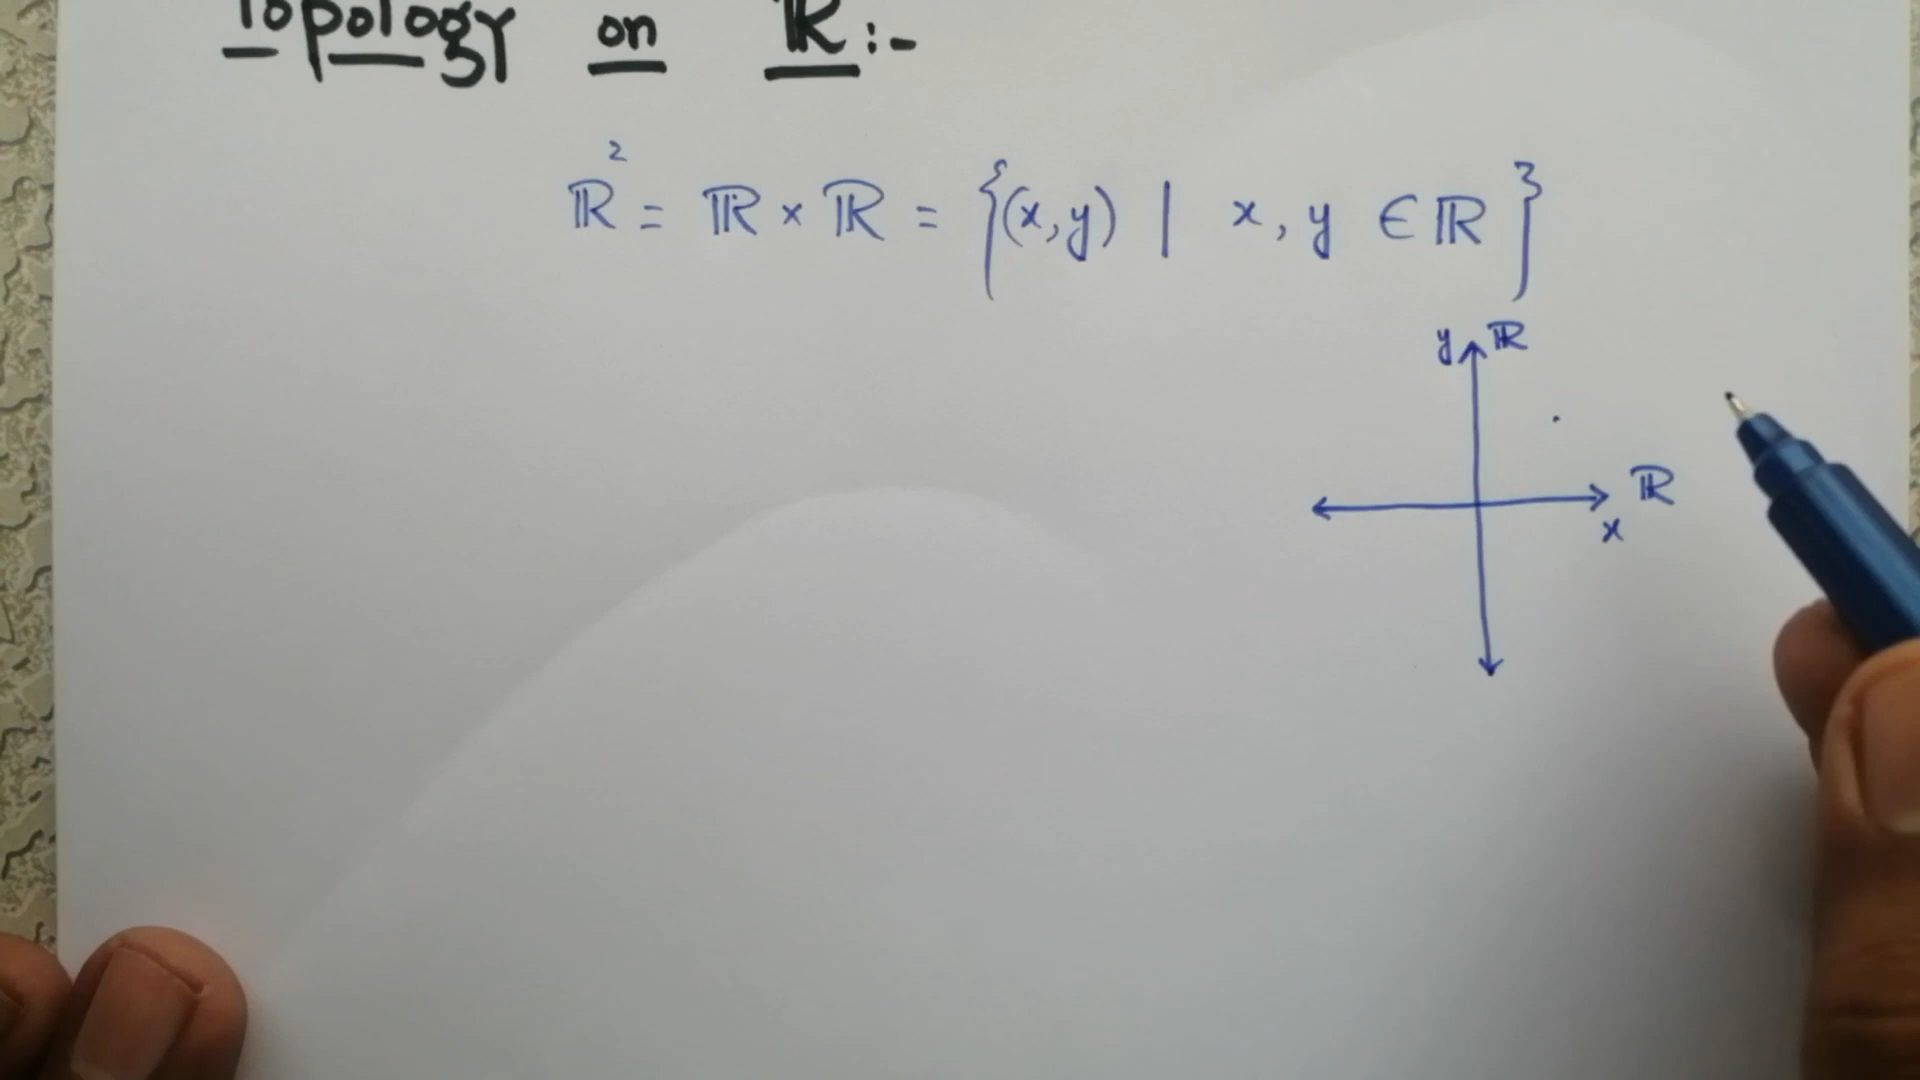 Topology on ℝ:-
ℝ² = ℝ × ℝ = {(x,y) | x, y ∈ ℝ}
y ℝ
ℝ
x